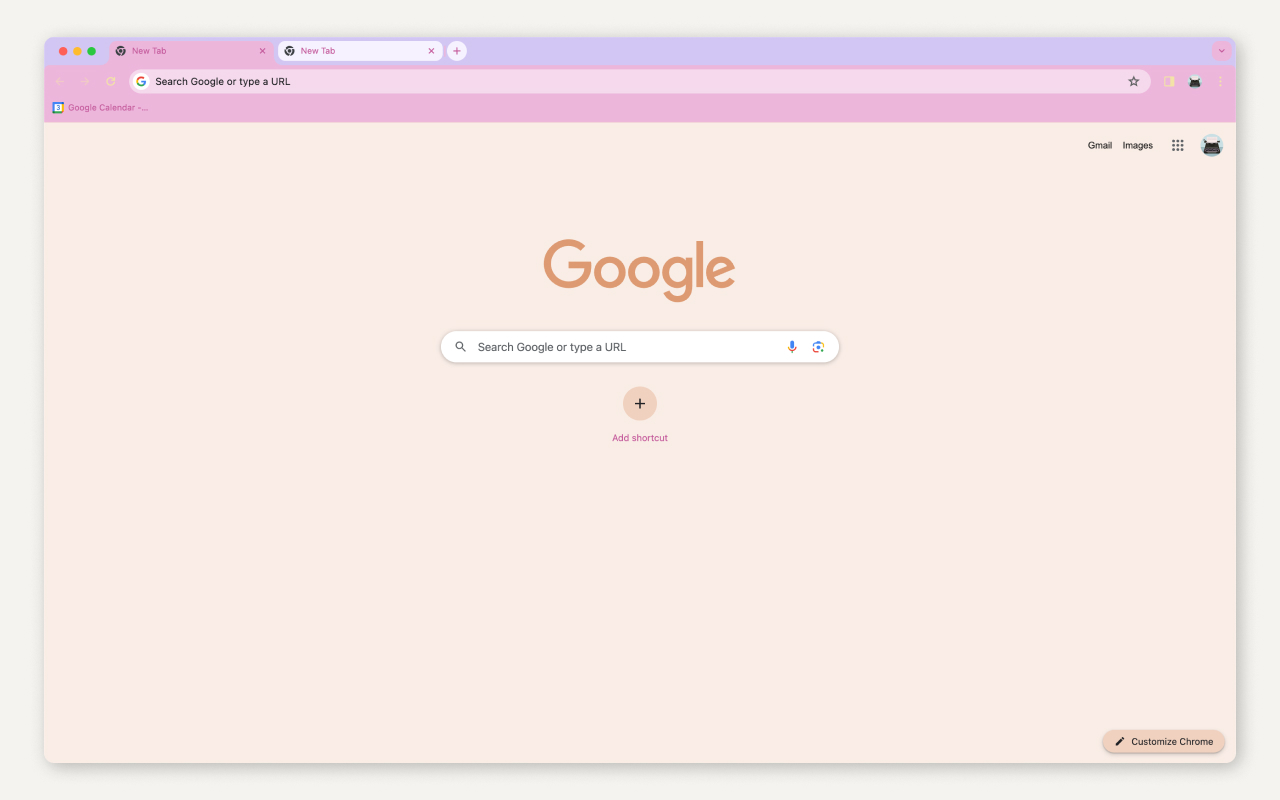 New Tab
New Tab
Search Google or type a URL
3
Google Calendar -...
Gmail
Images
Google
Search Google or type a URL
Add shortcut
Customize Chrome